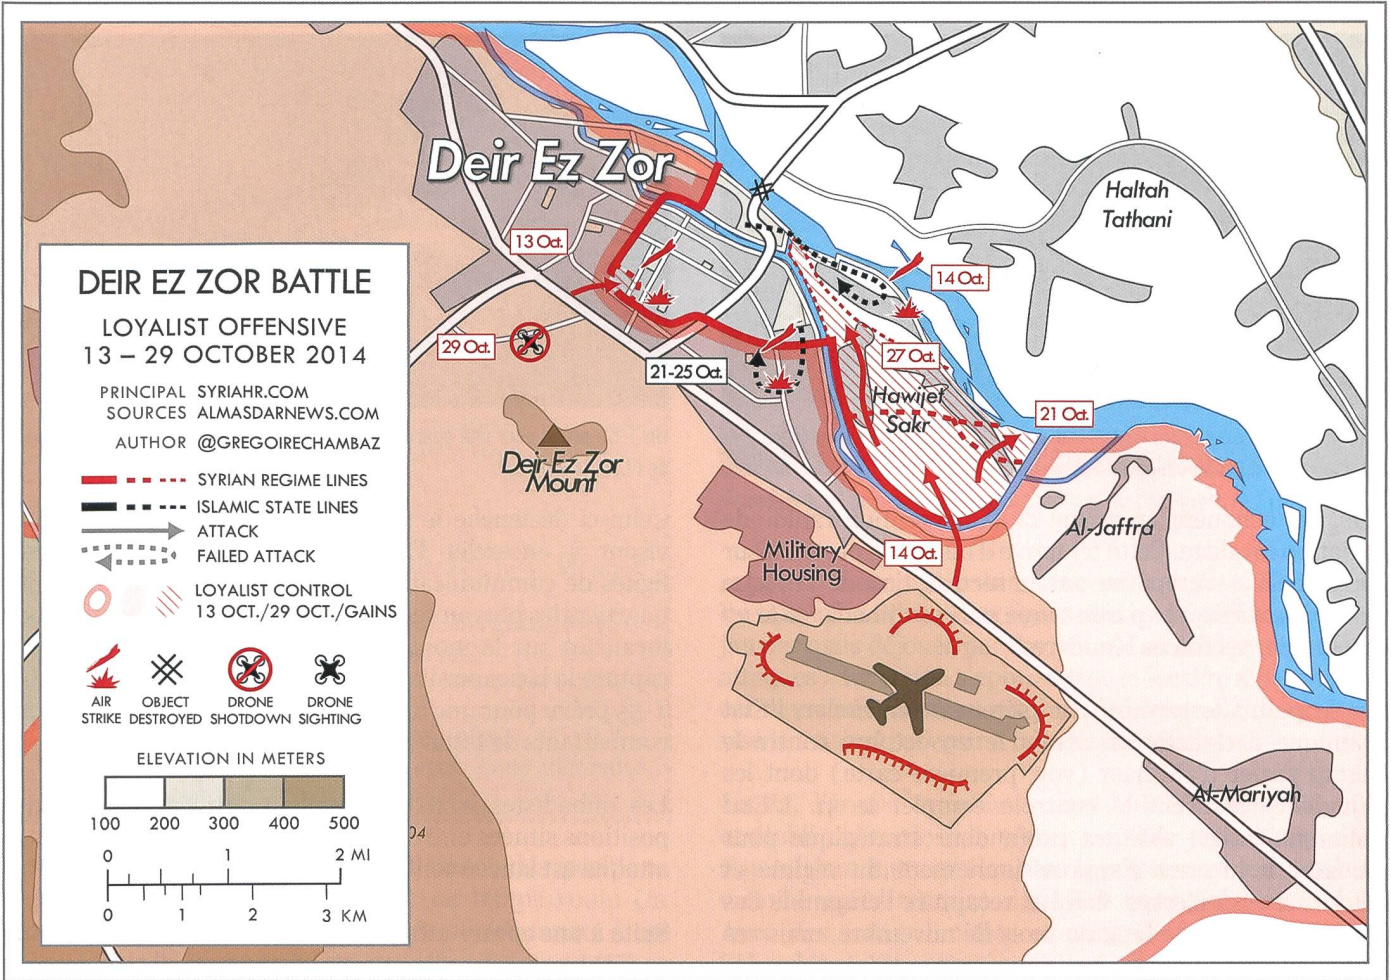 Deir Ez Zor
Haltah
Tathani
13 Oct.
14 Oct.
29 Oct.
21-25 Oct.
27 Oct.
Hawijet
Sakr
21 Oct.
Deir Ez Zor
Mount
Al-Jaffra
Military
Housing
14 Oct.
Al-Mariyah
04
DEIR EZ ZOR BATTLE
LOYALIST OFFENSIVE
13 – 29 OCTOBER 2014
PRINCIPAL SYRIAHR.COM
SOURCES ALMASDARNEWS.COM
AUTHOR @GREGOIRECHAMBAZ
SYRIAN REGIME LINES
ISLAMIC STATE LINES
ATTACK
FAILED ATTACK
LOYALIST CONTROL
13 OCT./29 OCT./GAINS
AIR STRIKE
OBJECT DESTROYED
DRONE SHOTDOWN
DRONE SIGHTING
ELEVATION IN METERS
100 200 300 400 500
0 1 2 MI
0 1 2 3 KM